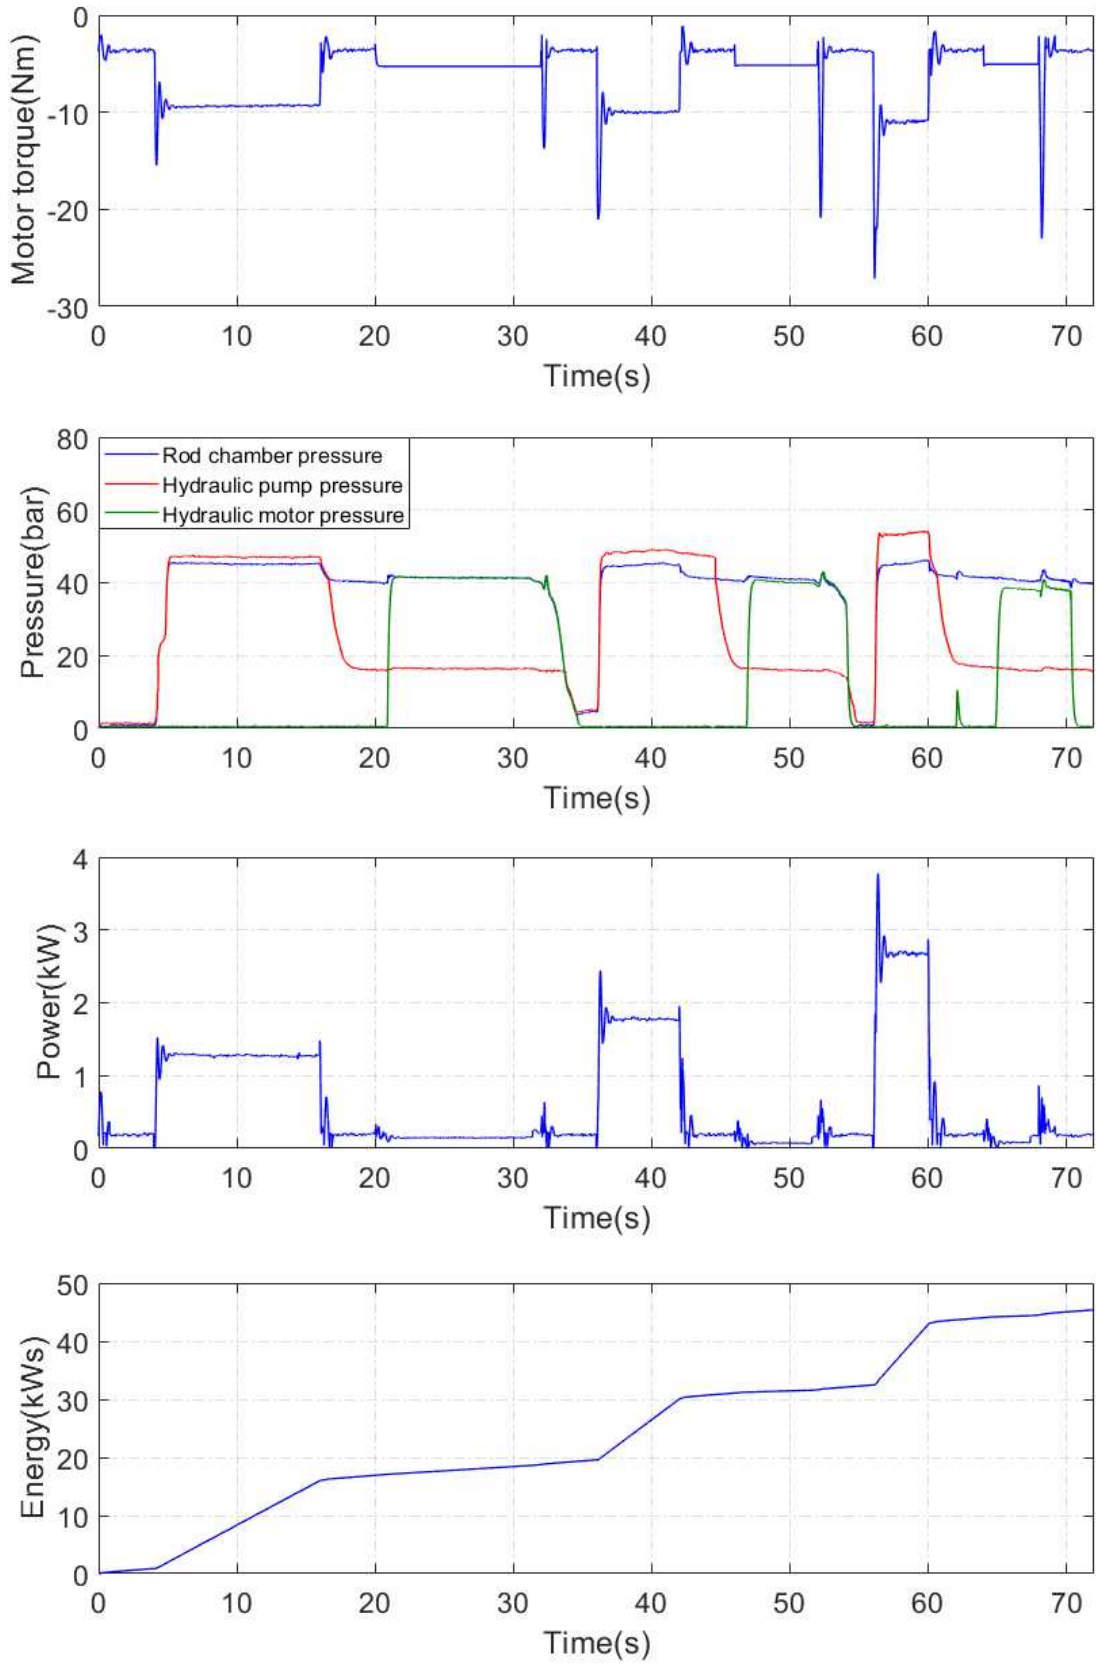 0
-10
-20
-30
Motor torque(Nm)
0 10 20 30 40 50 60 70
Time(s)
80
60
40
20
0
Pressure(bar)
Rod chamber pressure
Hydraulic pump pressure
Hydraulic motor pressure
0 10 20 30 40 50 60 70
Time(s)
4
3
2
1
0
Power(kW)
0 10 20 30 40 50 60 70
Time(s)
50
40
30
20
10
0
Energy(kWs)
0 10 20 30 40 50 60 70
Time(s)